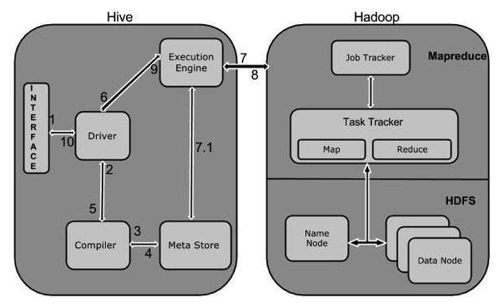 Hive
Hadoop
Execution
Engine
7
8
Job Tracker
Mapreduce
9
6
INTERFACE
1
10
Driver
2
Task Tracker
Map
Reduce
7.1
5
3
4
Compiler
Meta Store
HDFS
Name
Node
Data Node